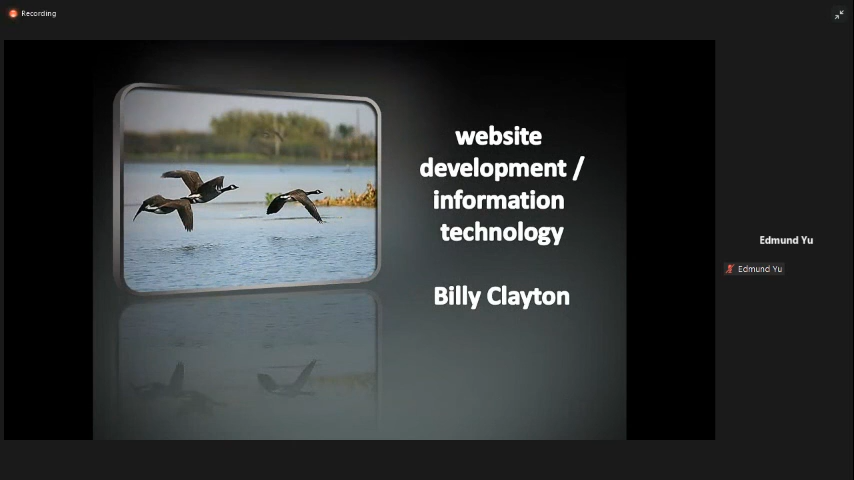 Recording
website
development /
information
technology
Billy Clayton
Edmund Yu
Edmund Yu